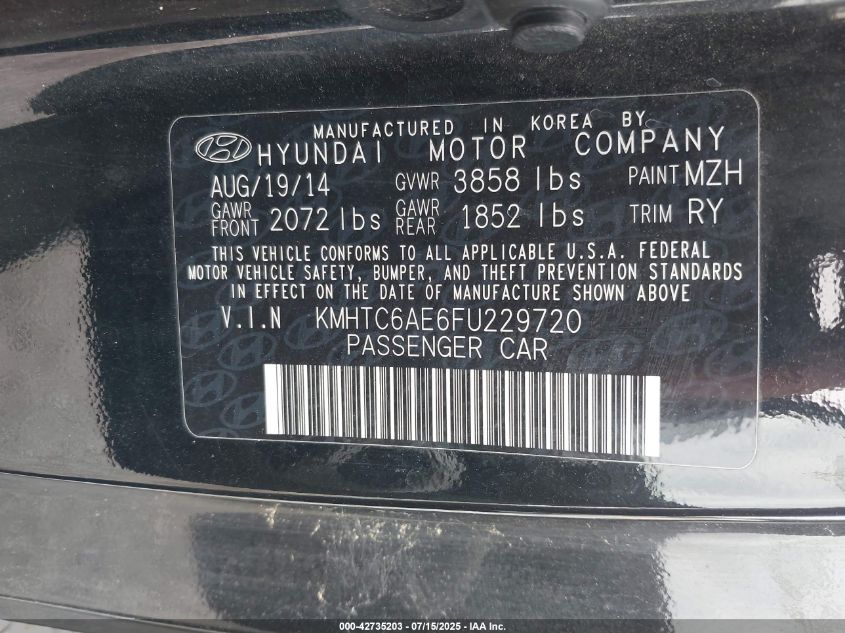 MANUFACTURED IN KOREA BY
HYUNDAI MOTOR COMPANY
AUG/19/14 GVWR 3858 lbs PAINT MZH
GAWR FRONT 2072 lbs GAWR REAR 1852 lbs TRIM RY
THIS VEHICLE CONFORMS TO ALL APPLICABLE U.S.A. FEDERAL
MOTOR VEHICLE SAFETY, BUMPER, AND THEFT PREVENTION STANDARDS
IN EFFECT ON THE DATE OF MANUFACTURE SHOWN ABOVE
V.I.N KMHTC6AE6FU229720
PASSENGER CAR
000-42735203 - 07/15/2025 - IAA Inc.